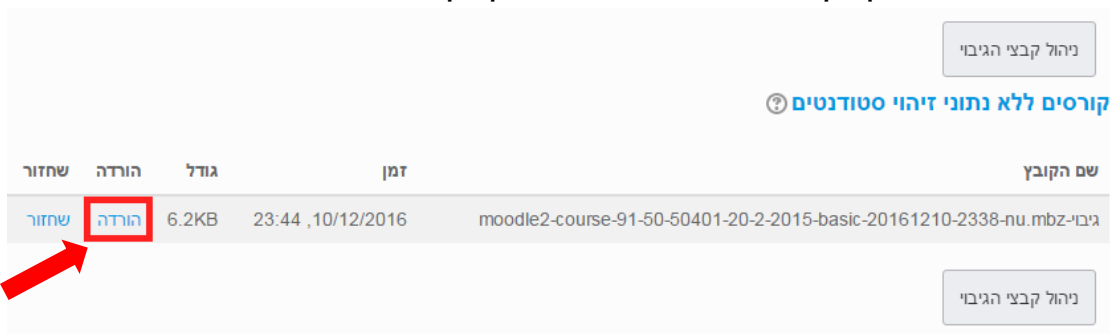 ניהול קבצי הגיבוי
קורסים ללא נתוני זיהוי סטודנטים ?
שם הקובץ זמן גודל הורדה שחזור
גיבוי-moodle2-course-91-50-50401-20-2-2015-basic-20161210-2338-nu.mbz 23:44 ,10/12/2016 6.2KB הורדה שחזור
ניהול קבצי הגיבוי